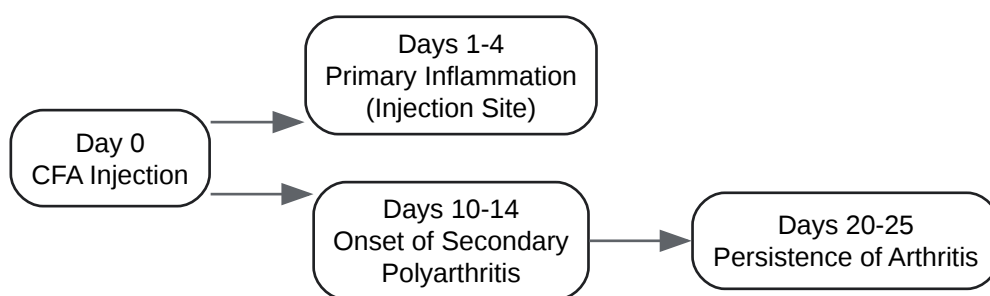 Day 0
CFA Injection
Days 1-4
Primary Inflammation
(Injection Site)
Days 10-14
Onset of Secondary
Polyarthritis
Days 20-25
Persistence of Arthritis